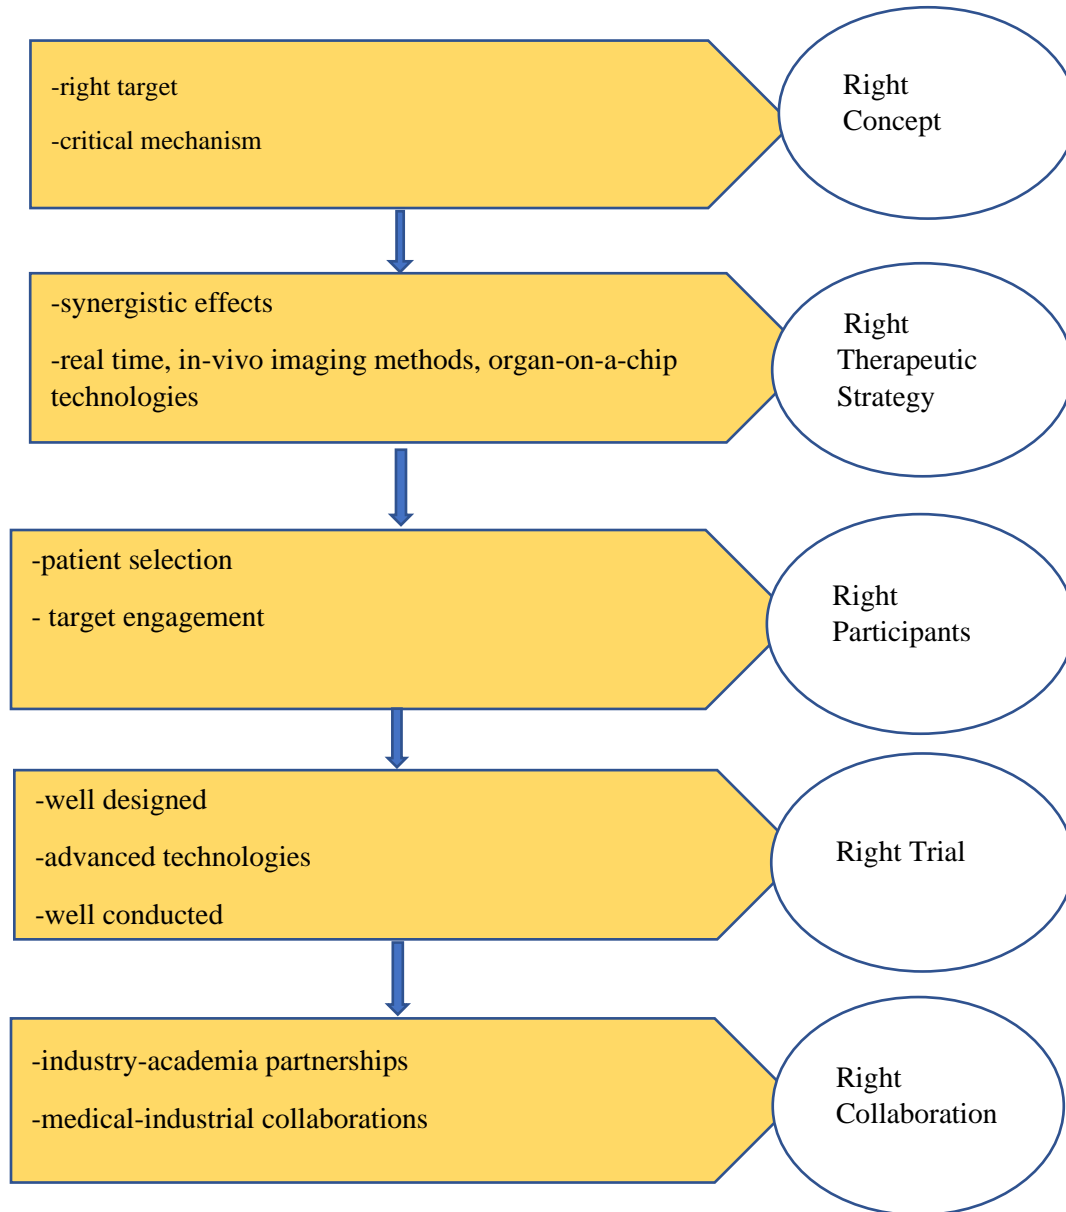 -right target
-critical mechanism
Right
Concept
-synergistic effects
-real time, in-vivo imaging methods, organ-on-a-chip
technologies
Right
Therapeutic
Strategy
-patient selection
- target engagement
Right
Participants
-well designed
-advanced technologies
-well conducted
Right Trial
-industry-academia partnerships
-medical-industrial collaborations
Right
Collaboration